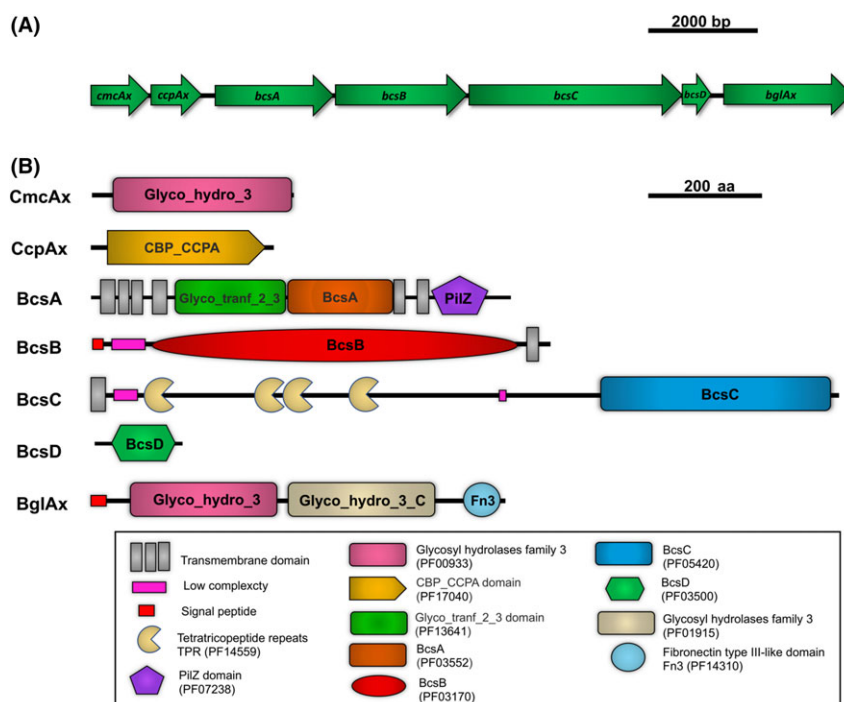 (A)
2000 bp
cmcAx ccpAx bcsA bcsB bcsC bcsD bglAx
(B)
200 aa
CmcAx Glyco_hydro_3
CcpAx CBP_CCPA
BcsA Glyco_tranf_2_3 BcsA PilZ
BcsB BcsB
BcsC BcsC
BcsD BcsD
BglAx Glyco_hydro_3 Glyco_hydro_3_C Fn3
Transmembrane domain
Low complexcty
Signal peptide
Tetratricopeptide repeats
TPR (PF14559)
PilZ domain
(PF07238)
Glycosyl hydrolases family 3
(PF00933)
CBP_CCPA domain
(PF17040)
Glyco_tranf_2_3 domain
(PF13641)
BcsA
(PF03552)
BcsB
(PF03170)
BcsC
(PF05420)
BcsD
(PF03500)
Glycosyl hydrolases family 3
(PF01915)
Fibronectin type III-like domain
Fn3 (PF14310)